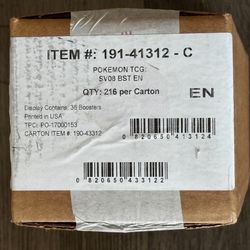 ITEM #: 191-41312 - C
POKEMON TCG:
SV08 BST EN
QTY: 216 per Carton
EN
Display Contains: 36 Boosters
Printed in USA
TPCi PO-17000153
CARTON ITEM #: 190-43312
0 820650 413124
0 820650 433122